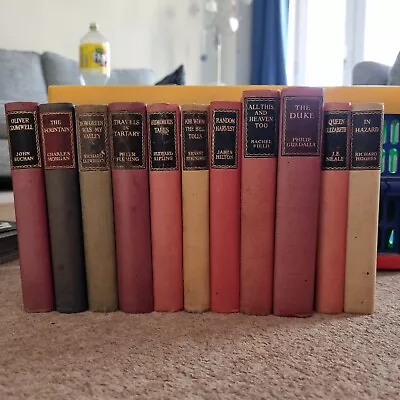 OLIVER
CROMWELL
JOHN
BUCHAN
THE
FOUNTAIN
CHARLES
MORGAN
HOW GREEN
WAS MY
VALLEY
RICHARD
LLEWELLYN
TRAVELS
IN
TARTARY
PETER
FLEMING
HUMOROUS
TALES
RUDYARD
KIPLING
FOR WHOM
THE BELL
TOLLS
ERNEST
HEMINGWAY
RANDOM
HARVEST
JAMES
HILTON
ALL THIS
AND
HEAVEN
TOO
RACHEL
FIELD
THE
DUKE
PHILIP
GUEDALLA
QUEEN
ELIZABETH
J.E.
NEALE
IN
HAZARD
RICHARD
HUGHES